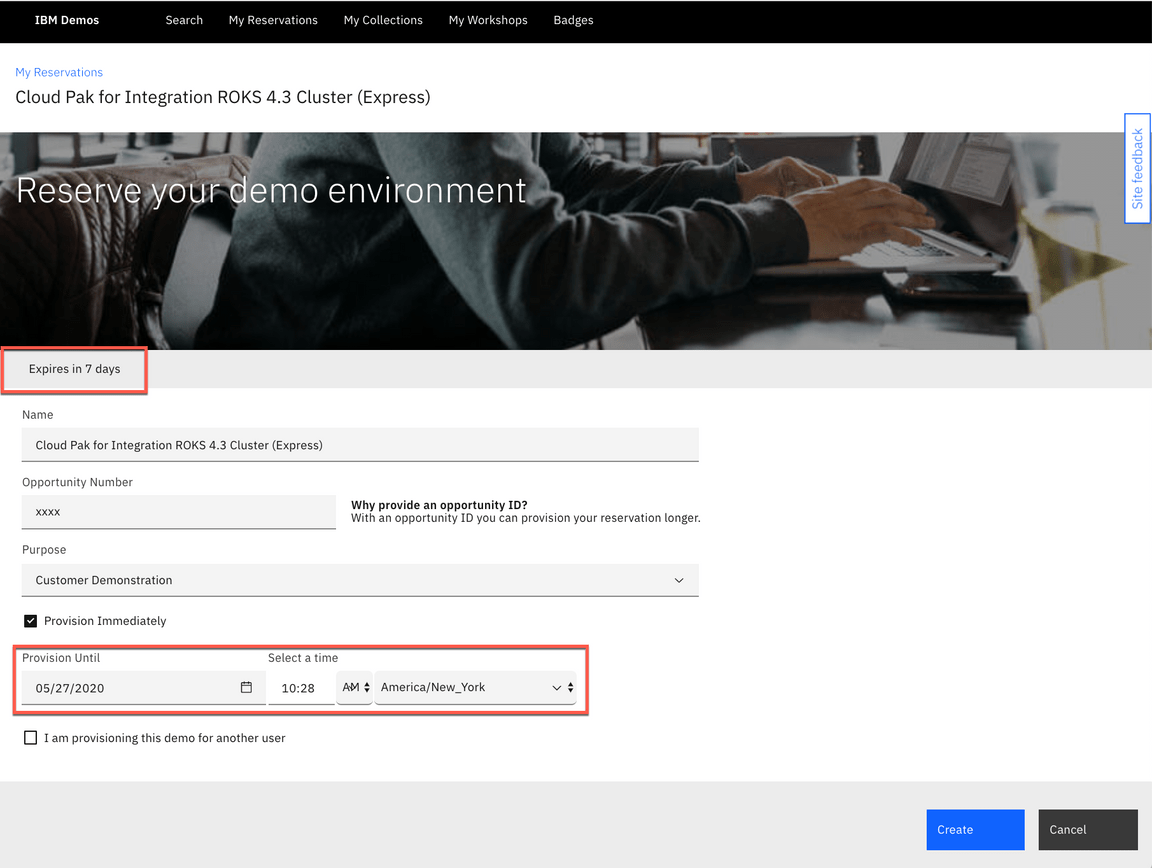 IBM Demos Search My Reservations My Collections My Workshops Badges
My Reservations
Cloud Pak for Integration ROKS 4.3 Cluster (Express)
Site feedback
Reserve your demo environment
Expires in 7 days
Name
Cloud Pak for Integration ROKS 4.3 Cluster (Express)
Opportunity Number
xxxx
Why provide an opportunity ID?
With an opportunity ID you can provision your reservation longer.
Purpose
Customer Demonstration
Provision Immediately
Provision Until Select a time
05/27/2020 10:28 AM America/New_York
I am provisioning this demo for another user
Create Cancel